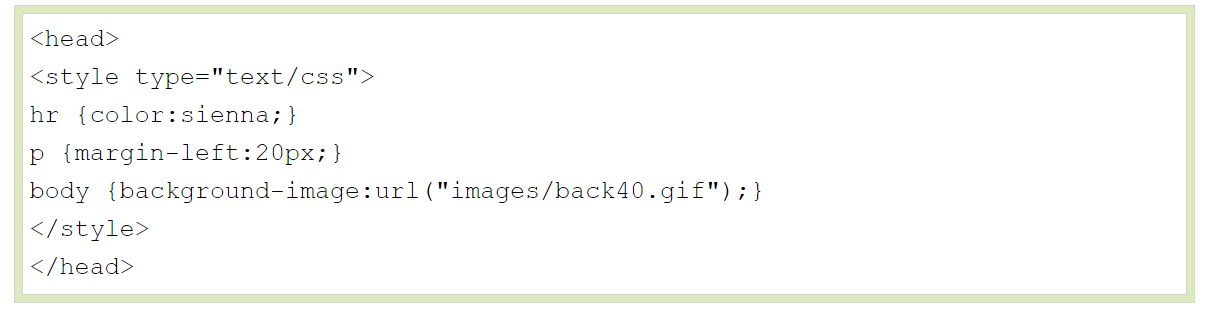 <head>
<style type="text/css">
hr {color:sienna;}
p {margin-left:20px;}
body {background-image:url("images/back40.gif");}
</style>
</head>